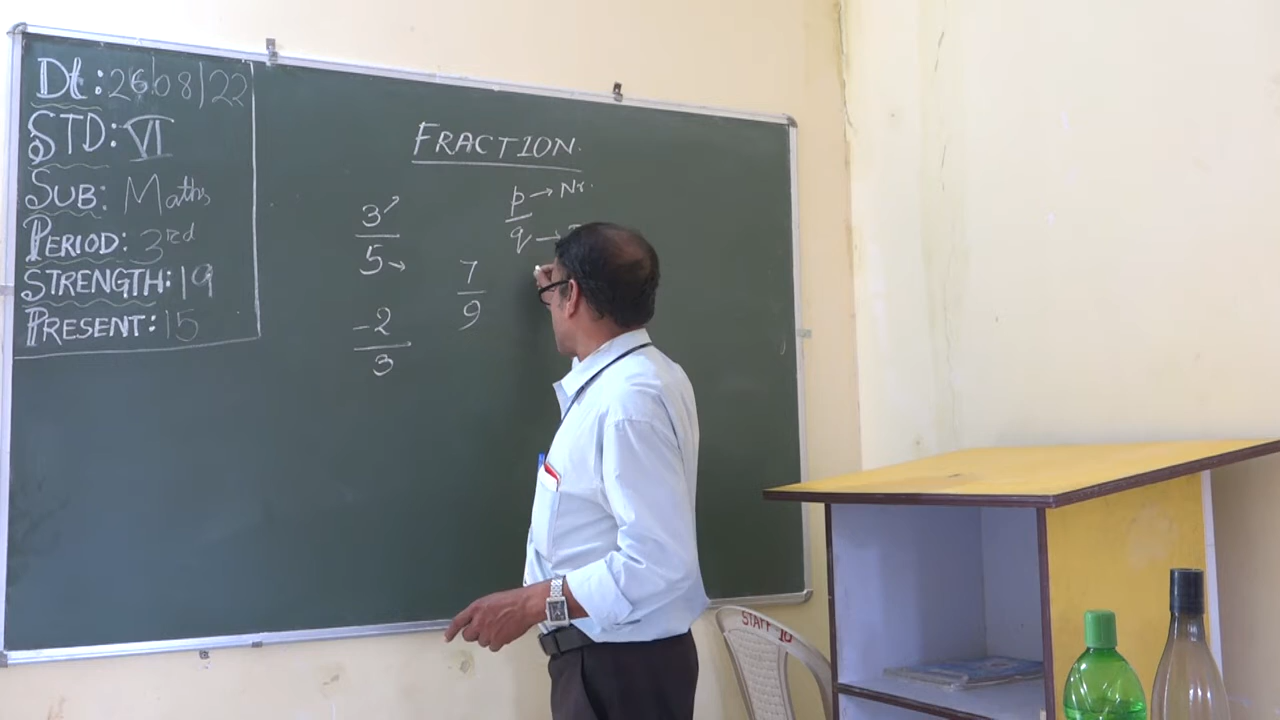 Dt: 26/08/22
STD: VI
SUB: Maths
PERIOD: 3rd
STRENGTH: 19
PRESENT: 15
FRACTION.
p → Nr.
q →
3
5
7
9
-2
3
STAFF 10